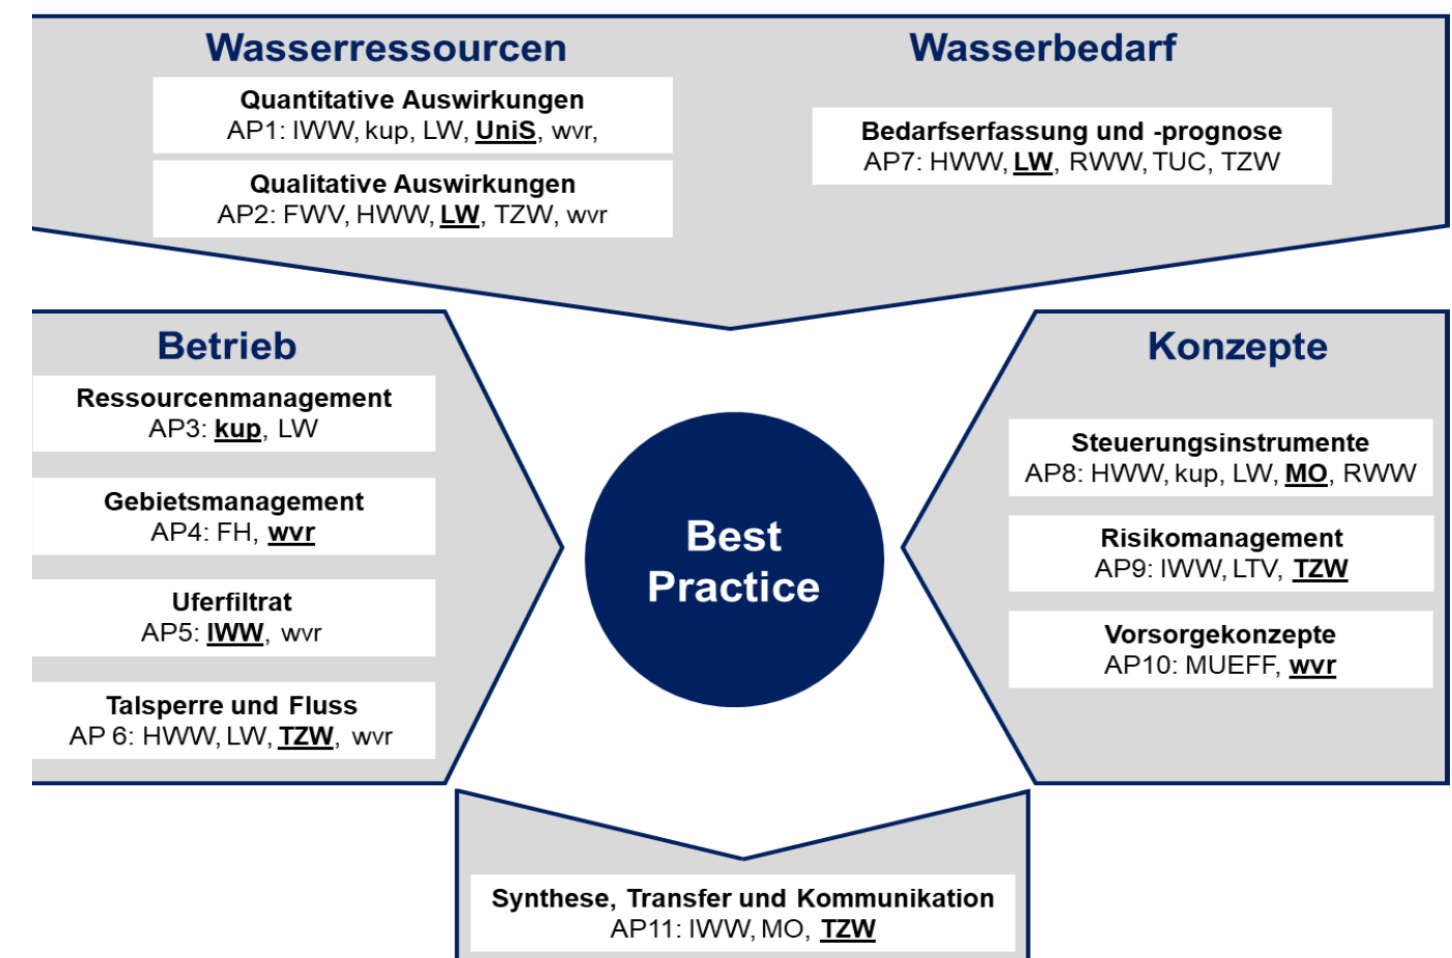 Wasserressourcen
Quantitative Auswirkungen
AP1: IWW, kup, LW, UniS, wvr,
Qualitative Auswirkungen
AP2: FWV, HWW, LW, TZW, wvr
Wasserbedarf
Bedarfserfassung und -prognose
AP7: HWW, LW, RWW, TUC, TZW
Betrieb
Ressourcenmanagement
AP3: kup, LW
Gebietsmanagement
AP4: FH, wvr
Uferfiltrat
AP5: IWW, wvr
Talsperre und Fluss
AP 6: HWW, LW, TZW, wvr
Best
Practice
Konzepte
Steuerungsinstrumente
AP8: HWW, kup, LW, MO, RWW
Risikomanagement
AP9: IWW, LTV, TZW
Vorsorgekonzepte
AP10: MUEFF, wvr
Synthese, Transfer und Kommunikation
AP11: IWW, MO, TZW